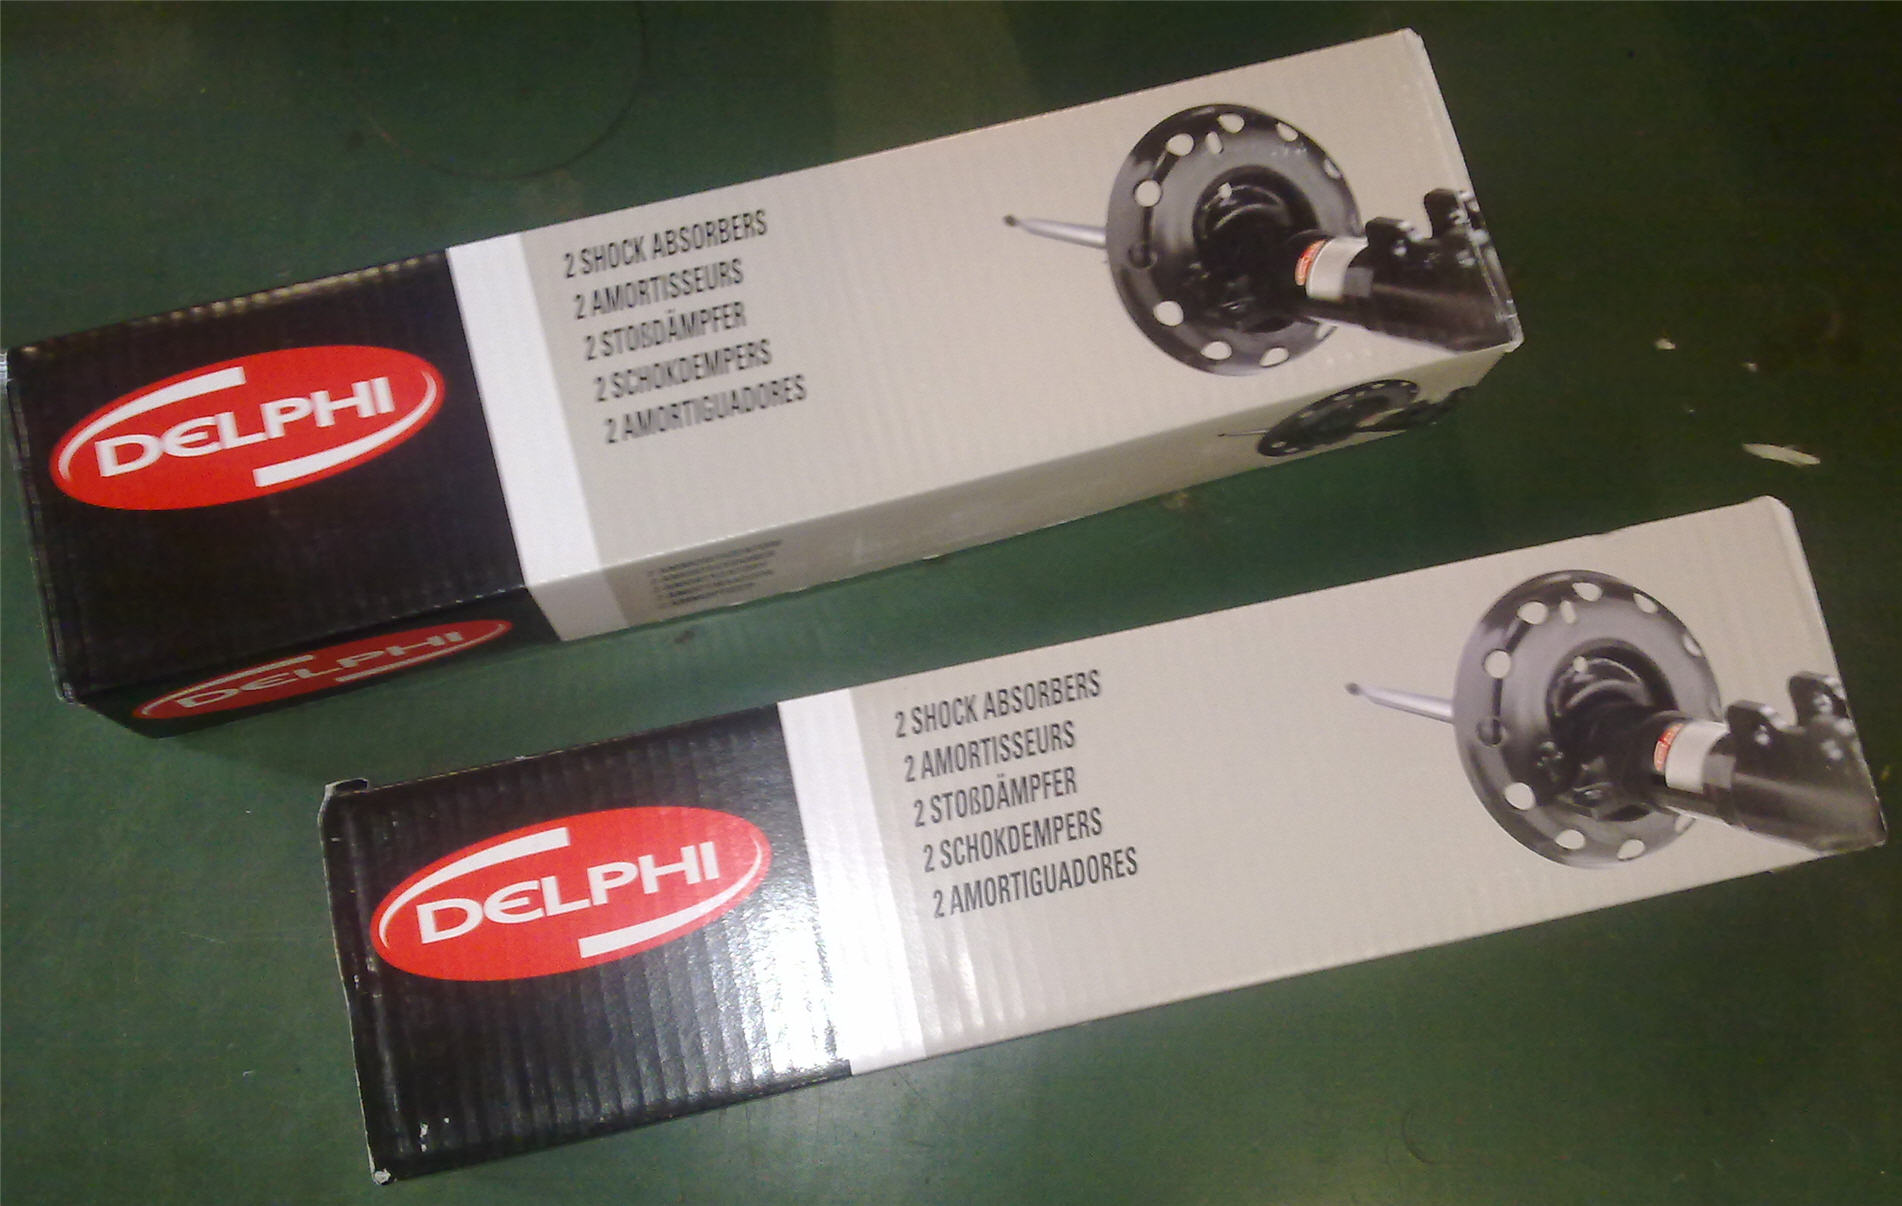 DELPHI
2 SHOCK ABSORBERS
2 AMORTISSEURS
2 STOßDÄMPFER
2 SCHOKDEMPERS
2 AMORTIGUADORES
DELPHI
DELPHI
2 SHOCK ABSORBERS
2 AMORTISSEURS
2 STOßDÄMPFER
2 SCHOKDEMPERS
2 AMORTIGUADORES